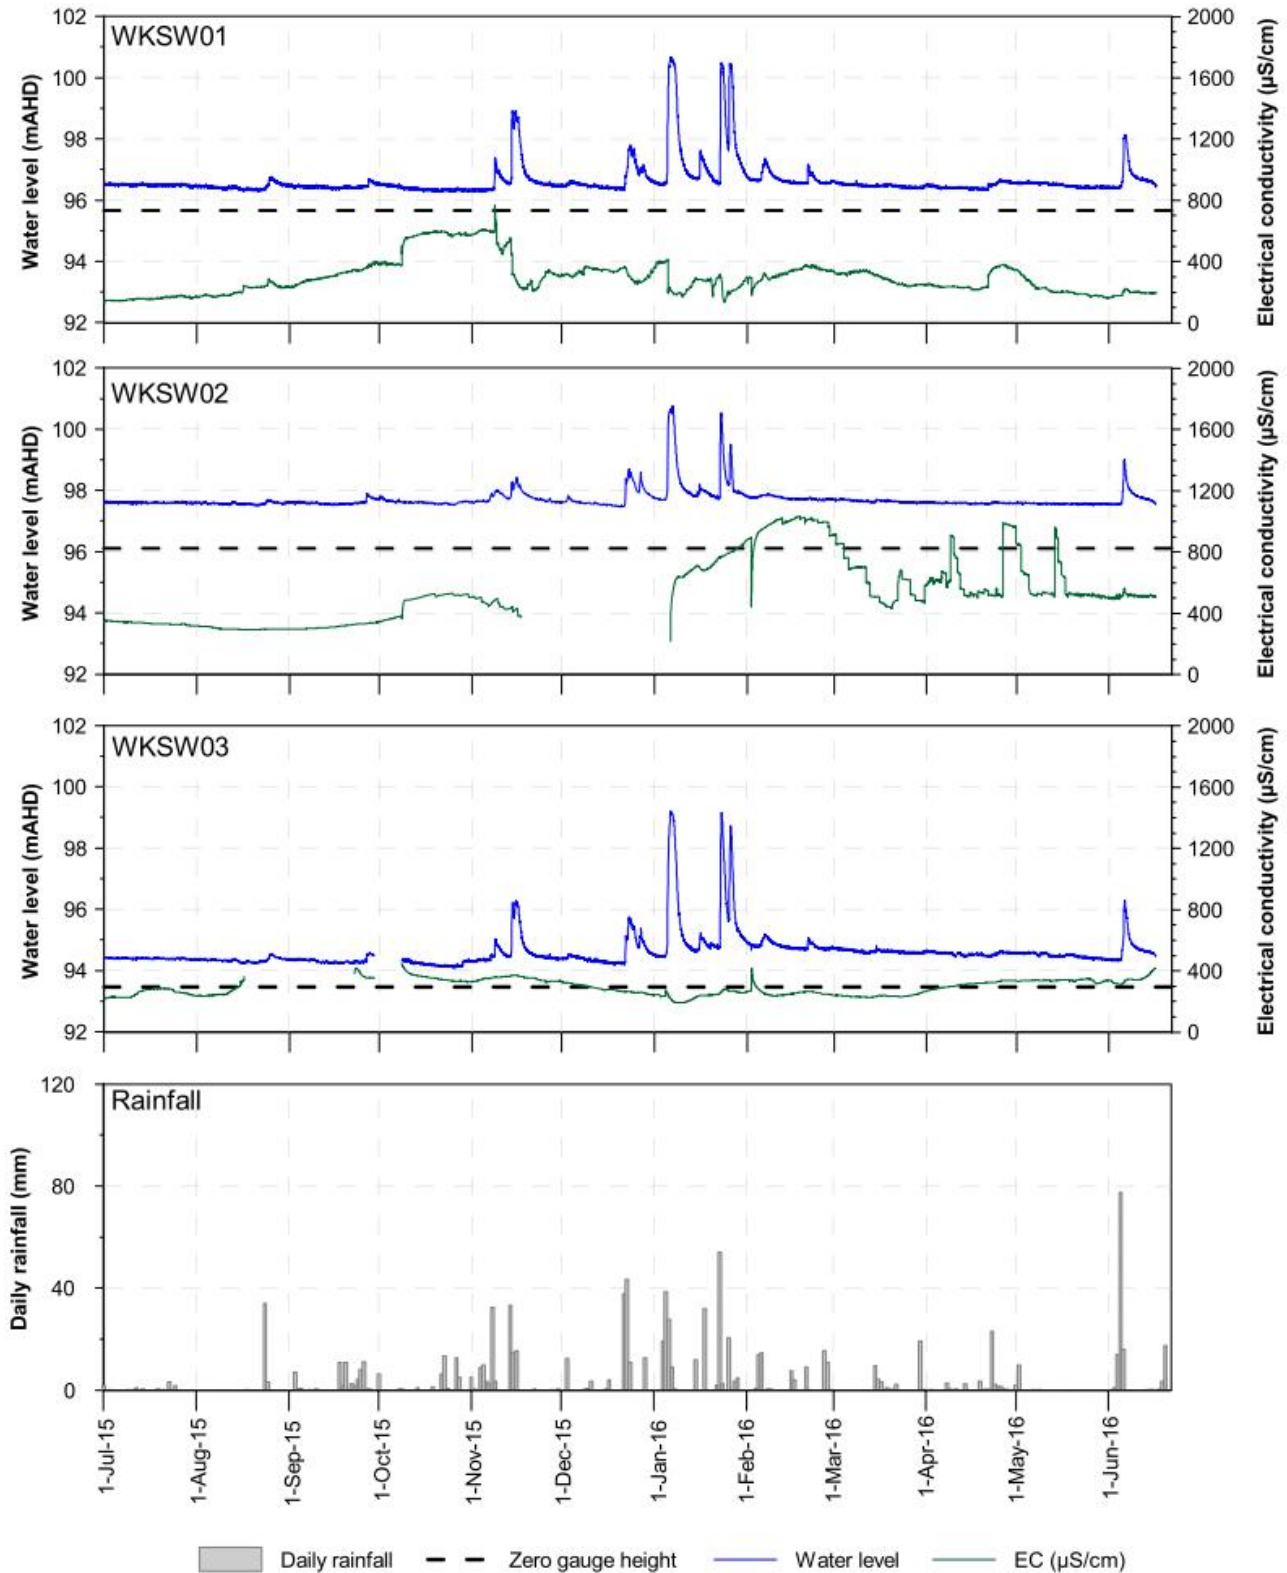 WKSW01
Water level (mAHD)
102
100
98
96
94
92
2000
1600
1200
800
400
0
Electrical conductivity (µS/cm)
WKSW02
Water level (mAHD)
102
100
98
96
94
92
2000
1600
1200
800
400
0
Electrical conductivity (µS/cm)
WKSW03
Water level (mAHD)
102
100
98
96
94
92
2000
1600
1200
800
400
0
Electrical conductivity (µS/cm)
Rainfall
Daily rainfall (mm)
120
80
40
0
1-Jul-15
1-Aug-15
1-Sep-15
1-Oct-15
1-Nov-15
1-Dec-15
1-Jan-16
1-Feb-16
1-Mar-16
1-Apr-16
1-May-16
1-Jun-16
Daily rainfall Zero gauge height Water level EC (µS/cm)